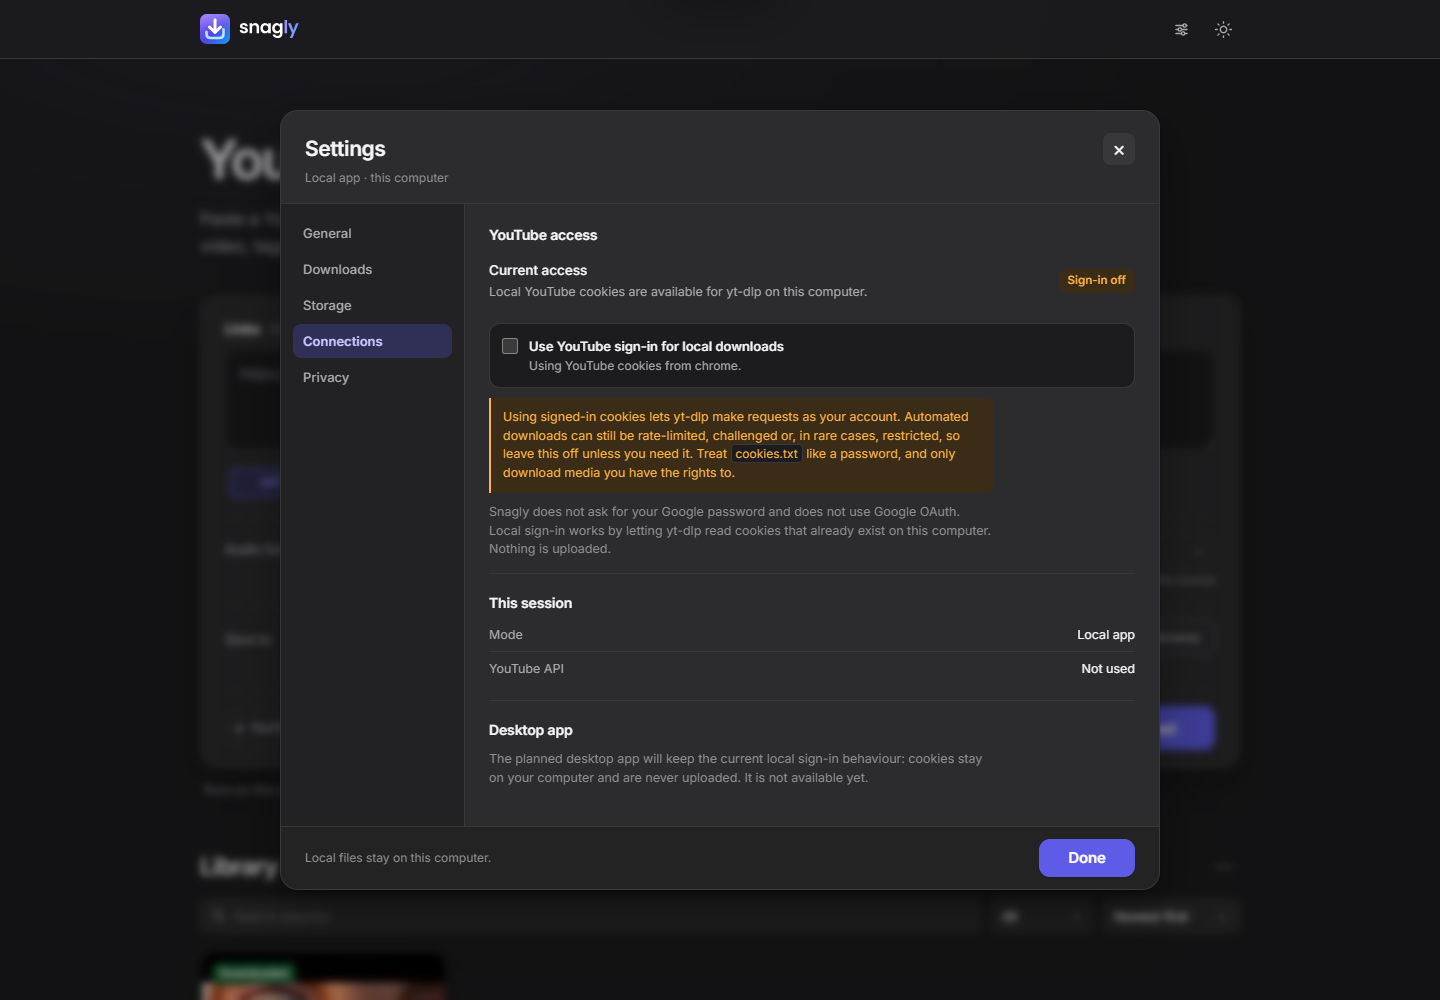 snagly
You
Settings
Local app · this computer
General
Downloads
Storage
Connections
Privacy
YouTube access
Current access
Local YouTube cookies are available for yt-dlp on this computer.
Sign-in off
Use YouTube sign-in for local downloads
Using YouTube cookies from chrome.
Using signed-in cookies lets yt-dlp make requests as your account. Automated
downloads can still be rate-limited, challenged or, in rare cases, restricted, so
leave this off unless you need it. Treat cookies.txt like a password, and only
download media you have the rights to.
Snagly does not ask for your Google password and does not use Google OAuth.
Local sign-in works by letting yt-dlp read cookies that already exist on this computer.
Nothing is uploaded.
This session
Mode
Local app
YouTube API
Not used
Desktop app
The planned desktop app will keep the current local sign-in behaviour: cookies stay
on your computer and are never uploaded. It is not available yet.
Local files stay on this computer.
Done
Links
Library
All
Newest first